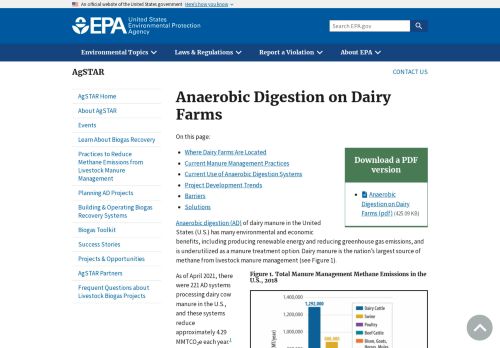 An official website of the United States government Here's how you know
EPA United States
Environmental Protection
Agency
Search EPA.gov
Environmental Topics
Laws & Regulations
Report a Violation
About EPA
AgSTAR
CONTACT US
AgSTAR Home
About AgSTAR
Events
Learn About Biogas Recovery
Practices to Reduce
Methane Emissions from
Livestock Manure
Management
Planning AD Projects
Building & Operating Biogas
Recovery Systems
Biogas Toolkit
Success Stories
Projects & Opportunities
AgSTAR Partners
Frequent Questions about
Livestock Biogas Projects
Anaerobic Digestion on Dairy
Farms
On this page:
Where Dairy Farms Are Located
Current Manure Management Practices
Current Use of Anaerobic Digestion Systems
Project Development Trends
Barriers
Solutions
Download a PDF
version
Anaerobic
Digestion on Dairy
Farms (pdf) (425.09 KB)
Anaerobic digestion (AD) of dairy manure in the United
States (U.S.) has many environmental and economic
benefits, including producing renewable energy and reducing greenhouse gas emissions, and
is underutilized as a manure treatment option. Dairy manure is the nation's largest source of
methane from livestock manure management (see Figure 1).
As of April 2021, there
were 221 AD systems
processing dairy cow
manure in the U.S.,
and these systems
reduce
approximately 4.29
MMTCO2e each year.1
Figure 1. Total Manure Management Methane Emissions in the
U.S., 2018
1,400,000
1,292,000
1,200,000
1,000,000
800,000
MT/year)
Dairy Cattle
Swine
Poultry
Beef Cattle
Bison, Goats,